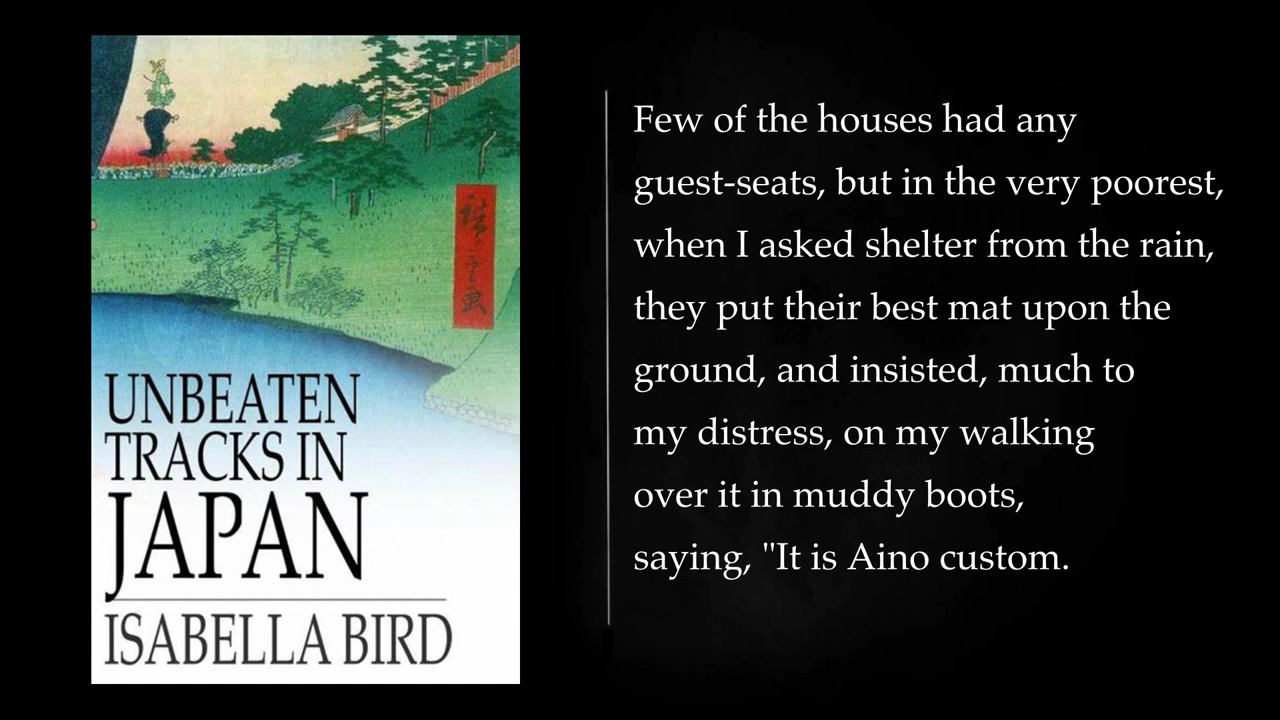 UNBEATEN
TRACKS IN
JAPAN
ISABELLA BIRD
Few of the houses had any
guest-seats, but in the very poorest,
when I asked shelter from the rain,
they put their best mat upon the
ground, and insisted, much to
my distress, on my walking
over it in muddy boots,
saying, "It is Aino custom.